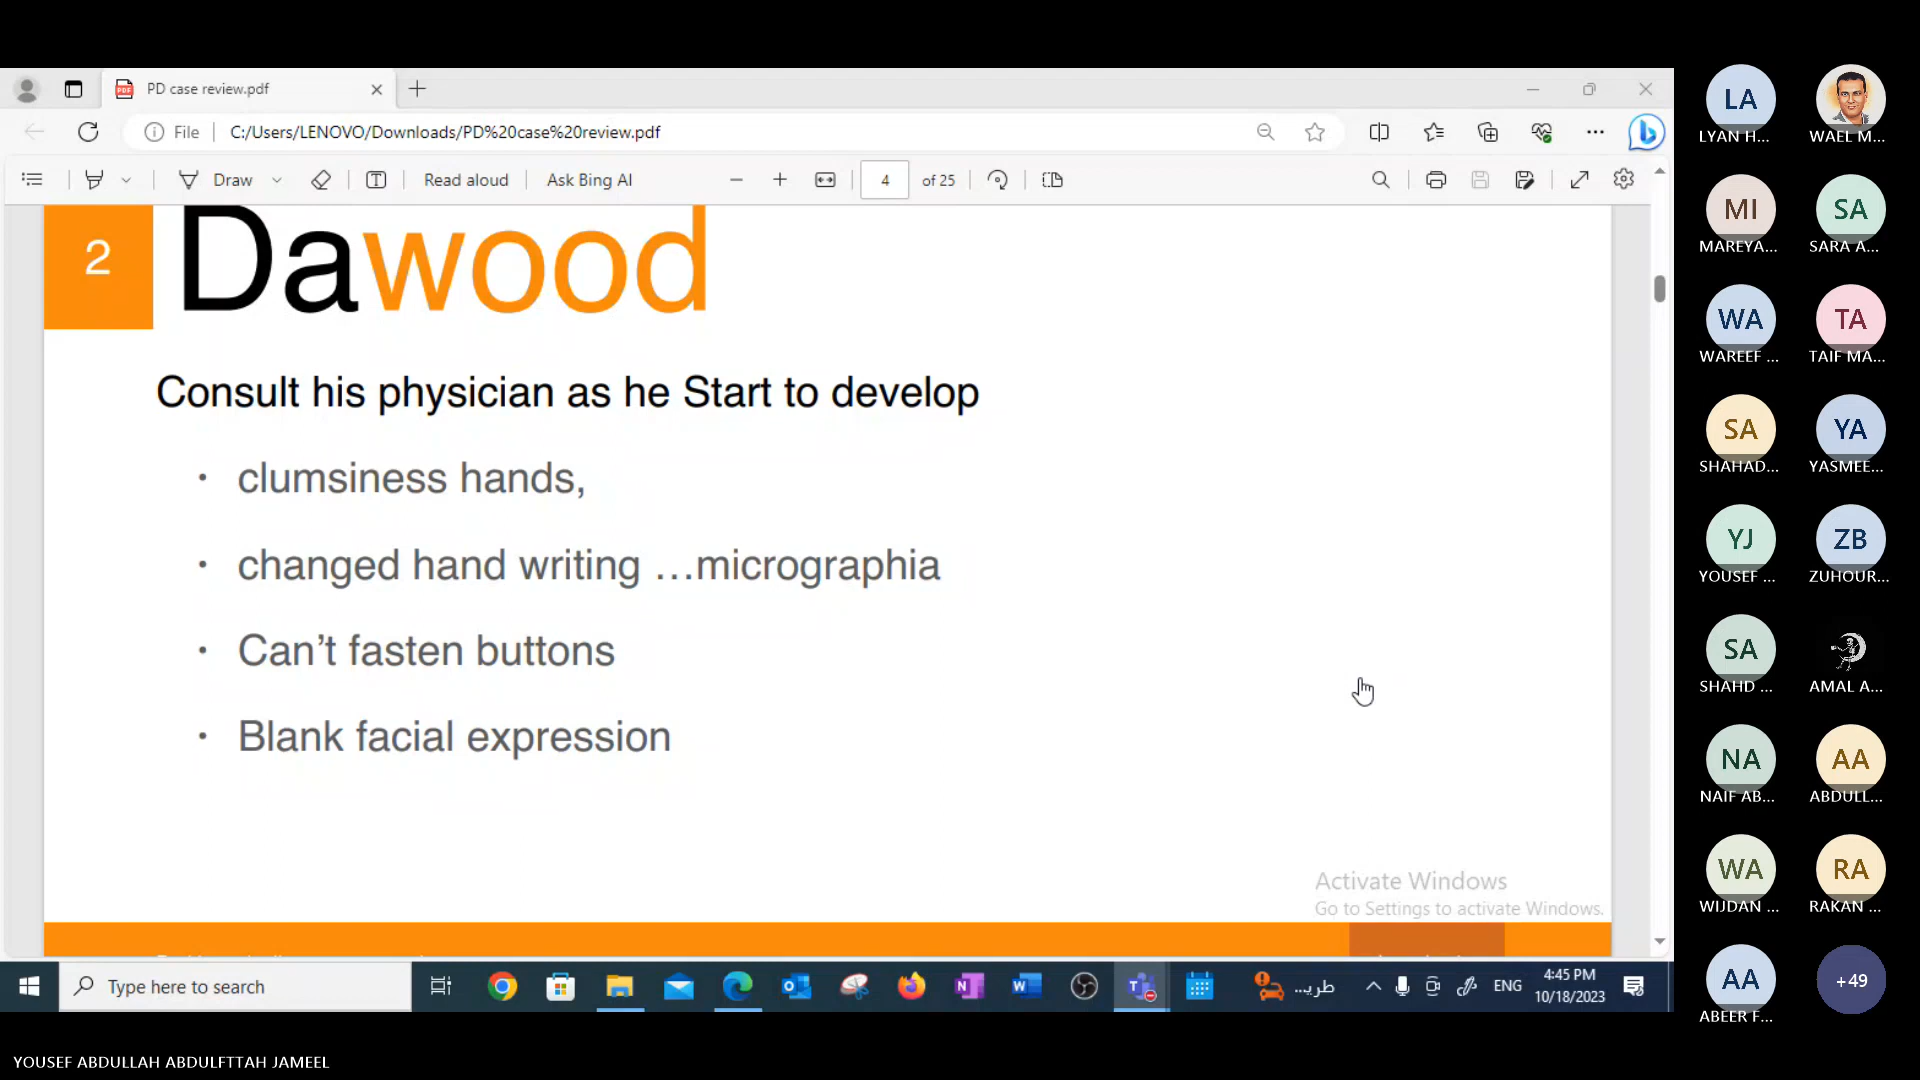 PD case review.pdf
File
C:/Users/LENOVO/Downloads/PD%20case%20review.pdf
Draw
Read aloud
Ask Bing AI
4
of 25
2
Dawood
Consult his physician as he Start to develop
· clumsiness hands,
· changed hand writing …micrographia
· Can’t fasten buttons
· Blank facial expression
Activate Windows
Go to Settings to activate Windows.
Type here to search
طريـ...
ENG
4:45 PM
10/18/2023
LA
LYAN H...
WAEL M...
MI
MAREYA...
SA
SARA A...
WA
WAREEF ...
TA
TAIF MA...
SA
SHAHAD...
YA
YASMEE...
YJ
YOUSEF ...
ZB
ZUHOUR...
SA
SHAHD ...
AMAL A...
NA
NAIF AB...
AA
ABDULL...
WA
WIJDAN ...
RA
RAKAN ...
AA
ABEER F...
+49
YOUSEF ABDULLAH ABDULFTTAH JAMEEL